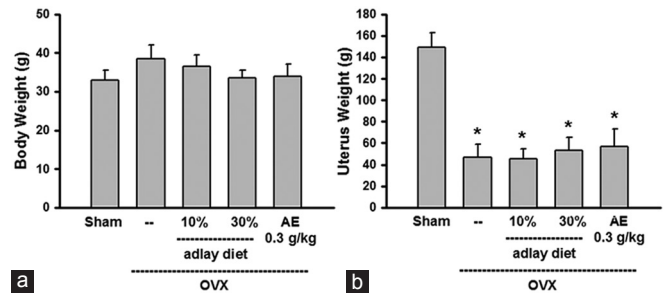 Body Weight (g)
50
40
30
20
10
0
Sham
--
10%
30%
AE
0.3 g/kg
adlay diet
OVX
a
Uterus Weight (g)
180
160
140
120
100
80
60
40
20
0
*
*
*
*
Sham
--
10%
30%
AE
0.3 g/kg
adlay diet
OVX
b